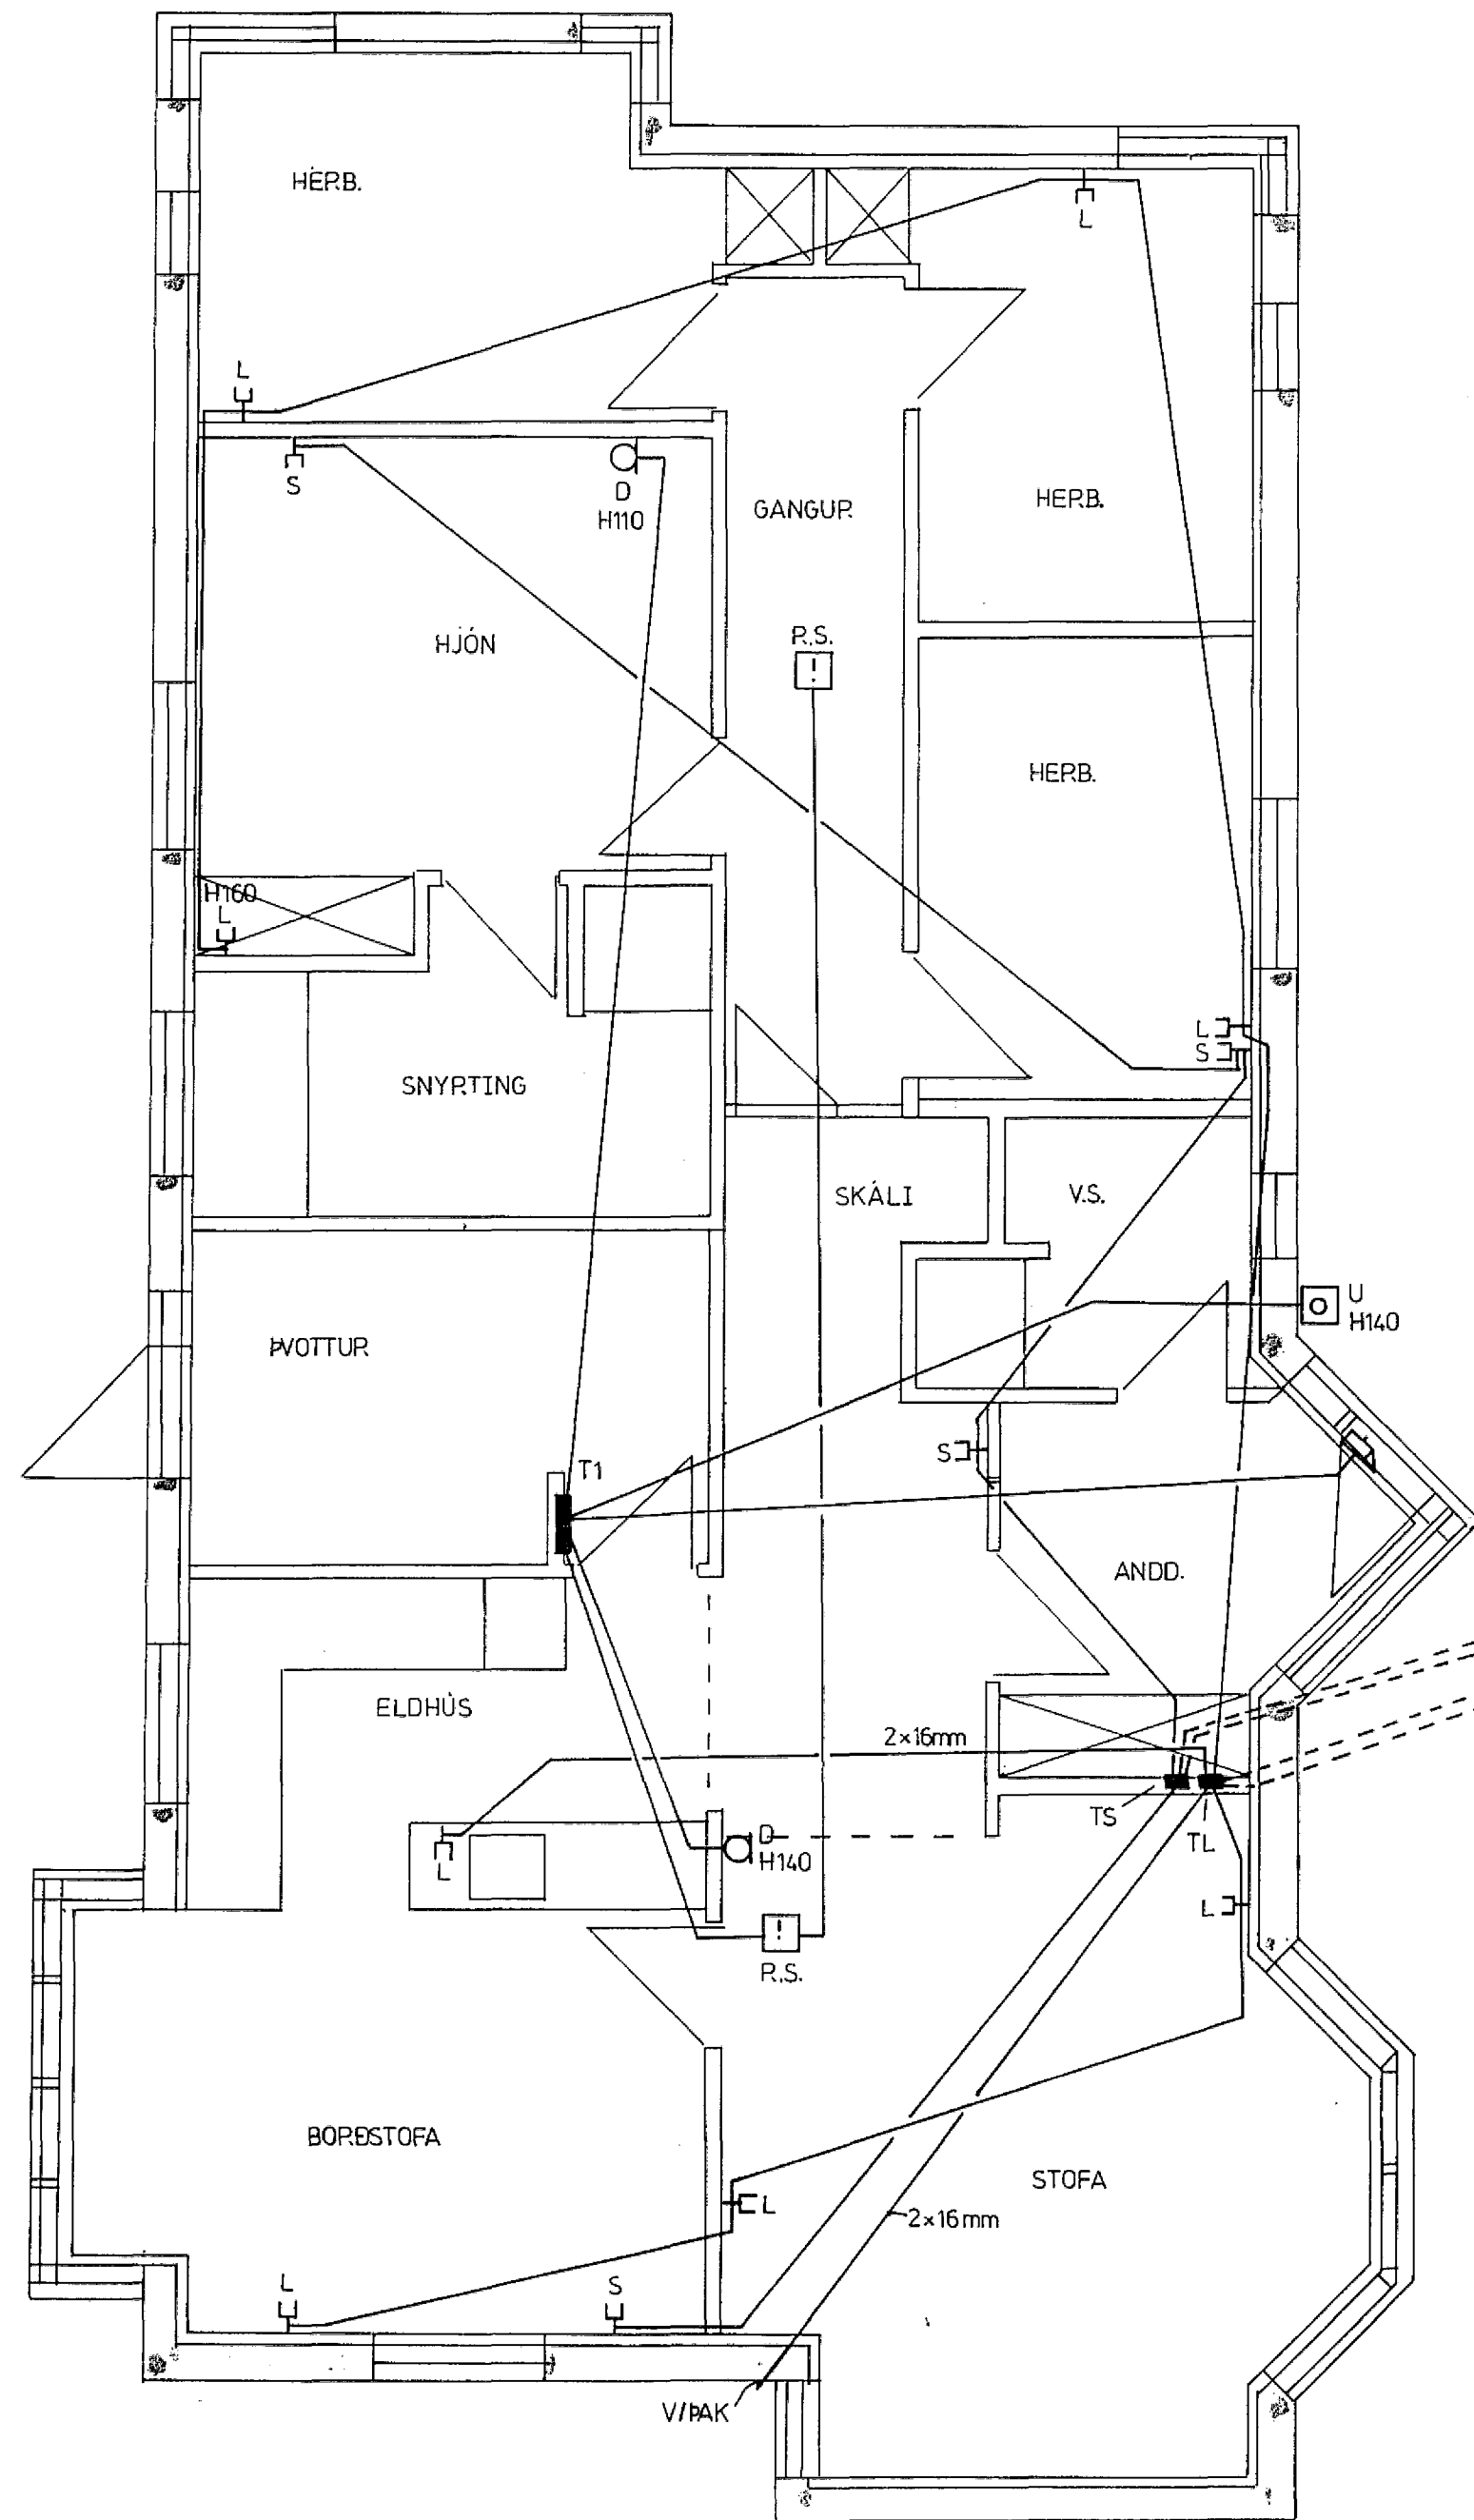 HERB.
L
L
S
D
H110
GANGUR
HERB.
HJÓN
R.S.
!
HERB.
H160
L
L
S
SNYRTING
SKÁLI
V.S.
U
H140
ÞVOTTUR
S
T1
ANDD.
ELDHÚS
2×16mm
TS
TL
L
D
H140
L
!
R.S.
BORÐSTOFA
STOFA
L
2×16mm
L
S
V/ÞAK